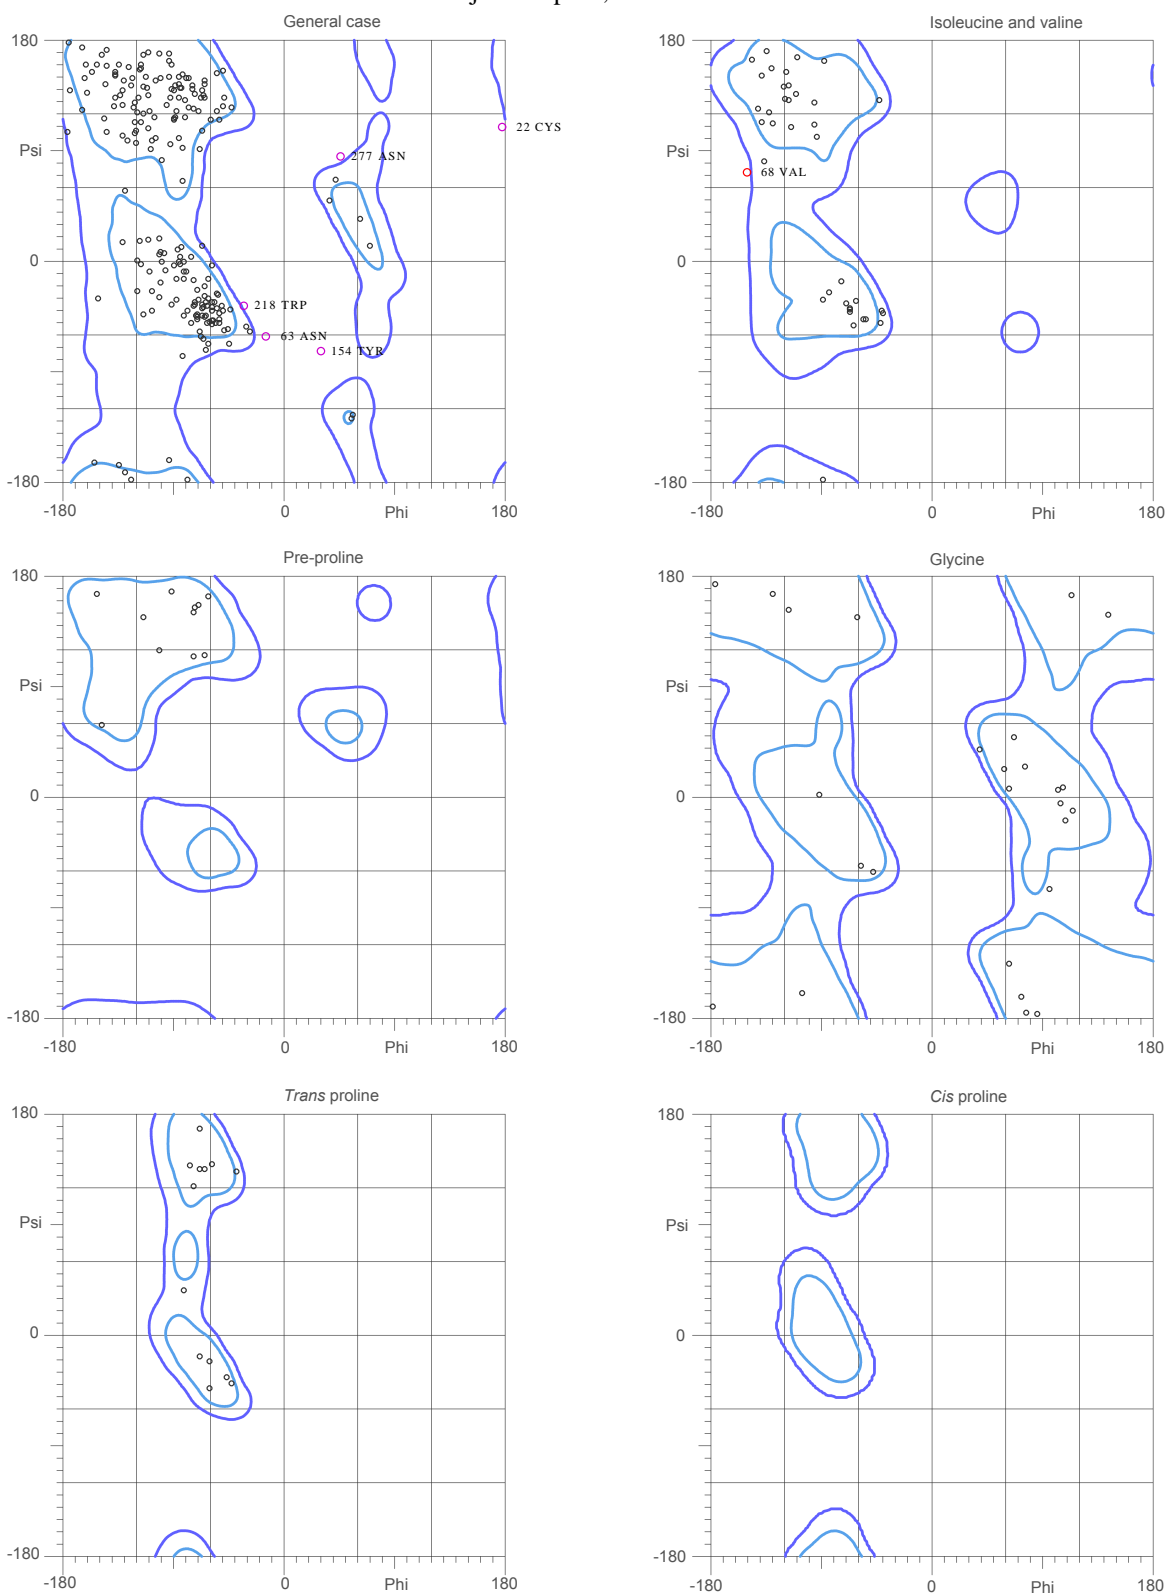 General case
180
Psi
0
-180
-180
0
Phi
180
22 CYS
277 ASN
218 TRP
63 ASN
154 TYR
Isoleucine and valine
180
Psi
0
-180
-180
0
Phi
180
68 VAL
Pre-proline
180
Psi
0
-180
-180
0
Phi
180
Glycine
180
Psi
0
-180
-180
0
Phi
180
Trans proline
180
Psi
0
-180
-180
0
Phi
180
Cis proline
180
Psi
0
-180
-180
0
Phi
180